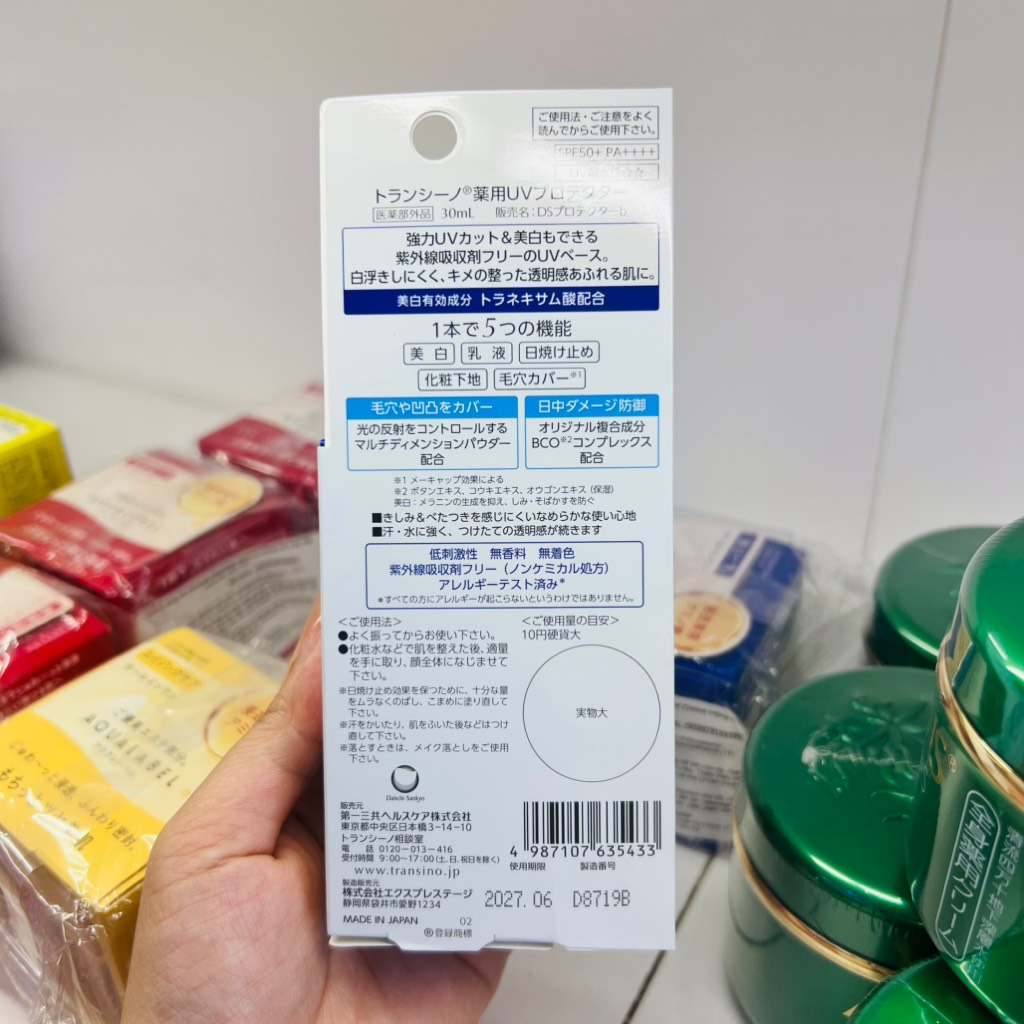 ご使用法・ご注意をよく
読んでからご使用下さい。
SPF50+ PA++++
トランシーノ®薬用UVプロテクター
医薬部外品 30mL 販売名：DSプロテクターb
強力UVカット＆美白もできる
紫外線吸収剤フリーのUVベース。
白浮きしにくく、キメの整った透明感あふれる肌に。
美白有効成分 トラネキサム酸配合
1本で5つの機能
美白 乳液 日焼け止め
化粧下地 毛穴カバー※1
毛穴や凹凸をカバー
光の反射をコントロールする
マルチディメンションパウダー
配合
日中ダメージ防御
オリジナル複合成分
BCO※2コンプレックス
配合
※1 メーキャップ効果による
※2 ボタンエキス、コウキエキス、オウゴンエキス（保湿）
美白：メラニンの生成を抑え、しみ・そばかすを防ぐ
■きしみ＆べたつきを感じにくいなめらかな使い心地
■汗・水に強く、つけたての透明感が続きます
低刺激性 無香料 無着色
紫外線吸収剤フリー（ノンケミカル処方）
アレルギーテスト済み*
*すべての方にアレルギーが起こらないというわけではありません。
＜ご使用法＞
●よく振ってからお使い下さい。
●化粧水などで肌を整えた後、適量
を手に取り、顔全体になじませて
下さい。
※日焼け止め効果を保つために、十分な量
をムラなくのばし、こまめに塗り直して
下さい。
※汗をかいたり、肌をふいた後などはつけ
直して下さい。
※落とすときは、メイク落としをご使用
下さい。
＜ご使用量の目安＞
10円硬貨大
実物大
Daiichi-Sankyo
販売元
第一三共ヘルスケア株式会社
東京都中央区日本橋3-14-10
トランシーノ相談室
電話 0120-013-416
受付時間 9:00〜17:00（土、日、祝日を除く）
www.transino.jp
製造販売元
株式会社エクスプレステージ
静岡県袋井市愛野1234
MADE IN JAPAN 02
®登録商標
4 987107 635433
使用期限 製造番号
2027.06 D8719B
AQUALABEL